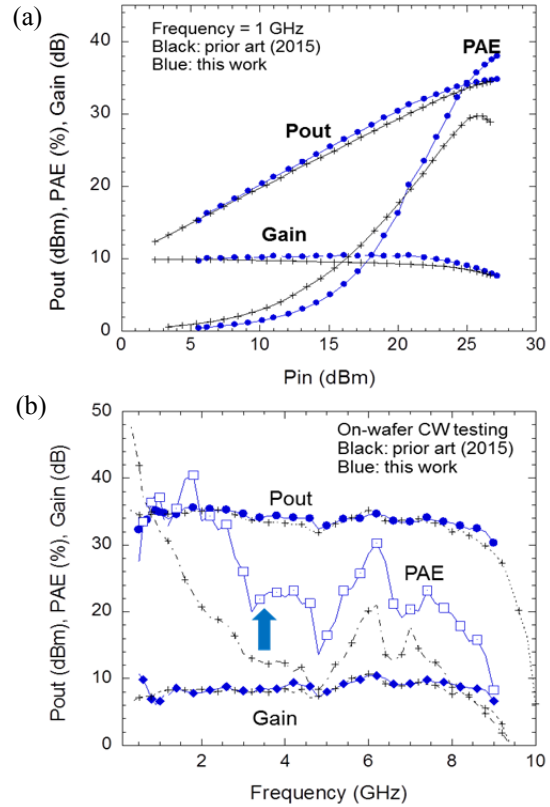 (a)
Frequency = 1 GHz
Black: prior art (2015)
Blue: this work
PAE
Pout
Gain
Pout (dBm), PAE (%), Gain (dB)
40
30
20
10
0
0 5 10 15 20 25 30
Pin (dBm)
(b)
On-wafer CW testing
Black: prior art (2015)
Blue: this work
Pout
PAE
Gain
Pout (dBm), PAE (%), Gain (dB)
50
40
30
20
10
0
2 4 6 8 10
Frequency (GHz)